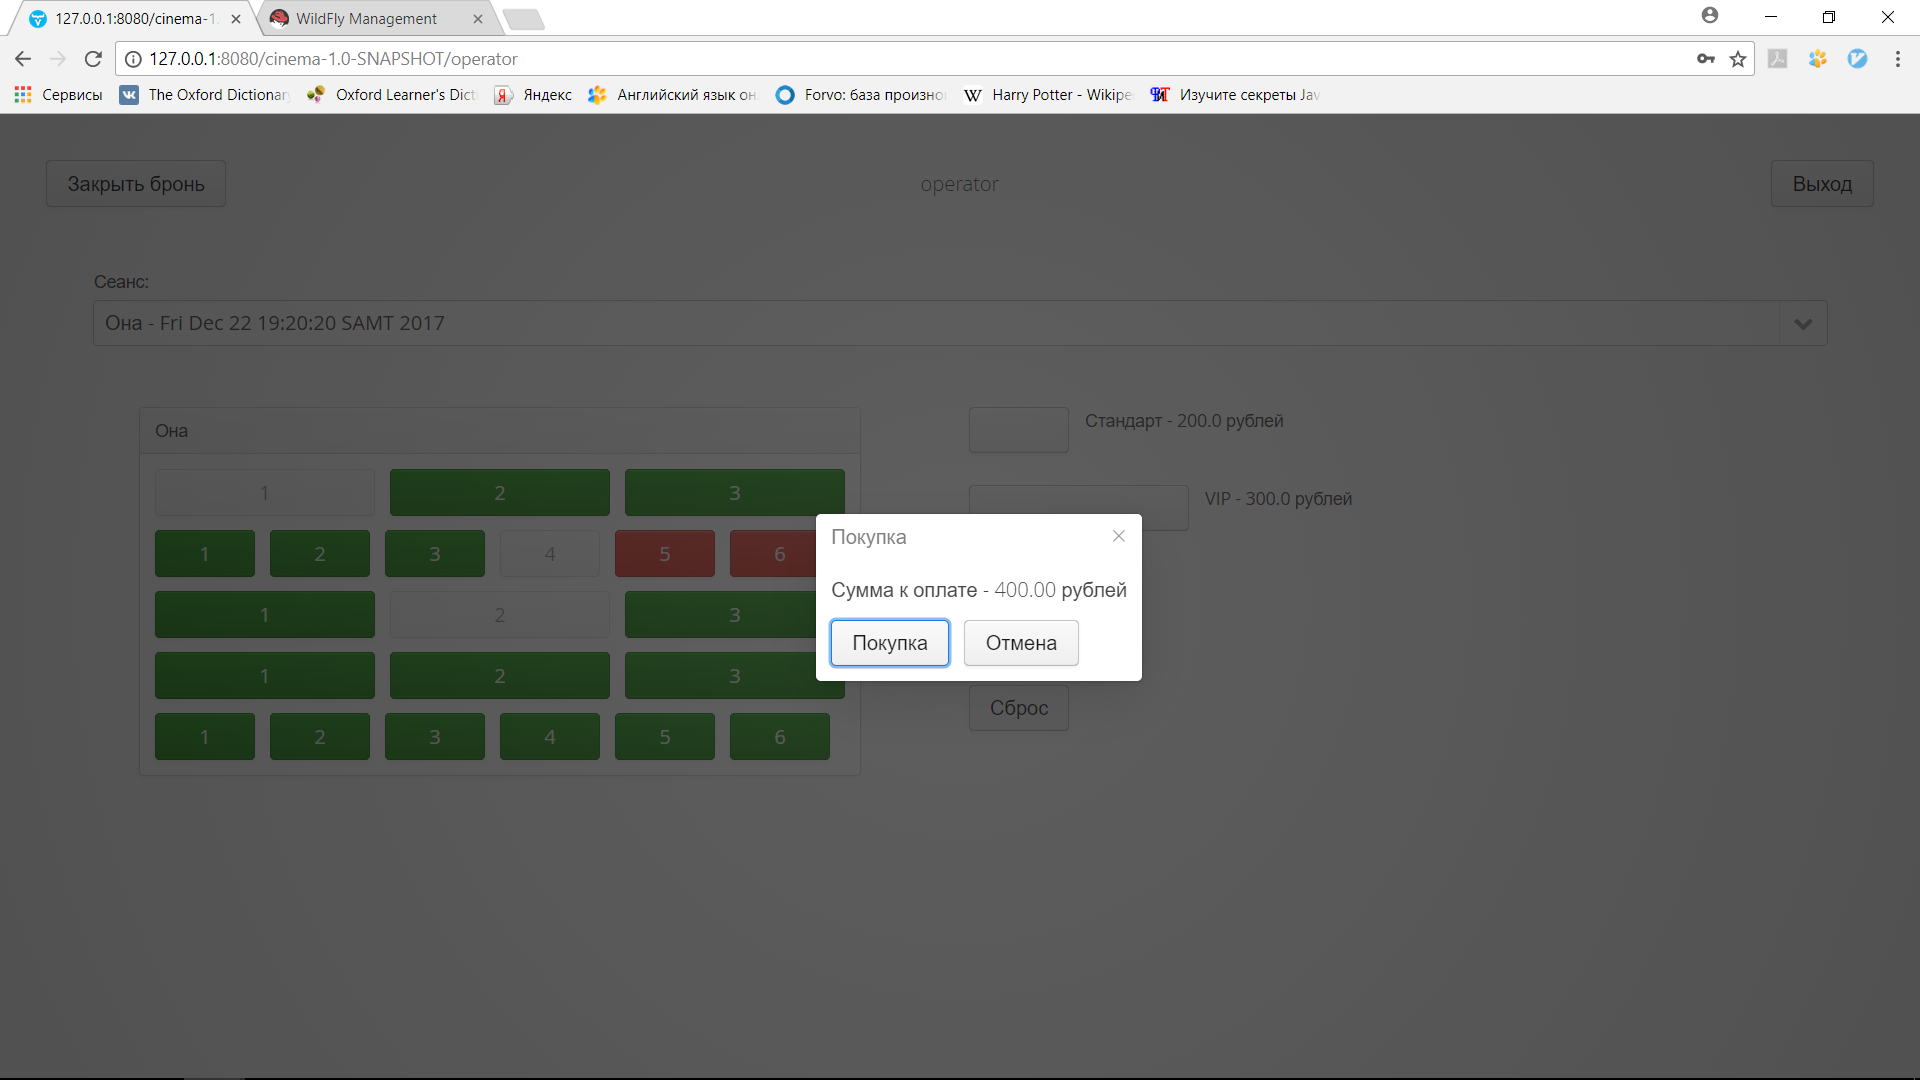 127.0.0.1:8080/cinema-1.
WildFly Management
127.0.0.1:8080/cinema-1.0-SNAPSHOT/operator
Сервисы
The Oxford Dictionar
Oxford Learner's Dict
Яндекс
Английский язык он
Forvo: база произно
Harry Potter - Wikipe
Изучите секреты Jav
Закрыть бронь
operator
Выход
Сеанс:
Она - Fri Dec 22 19:20:20 SAMT 2017
Она
1 2 3
1 2 3 4 5 6
1 2 3
1 2 3
1 2 3 4 5 6
Стандарт - 200.0 рублей
VIP - 300.0 рублей
Покупка
Сумма к оплате - 400.00 рублей
Покупка
Отмена
Сброс